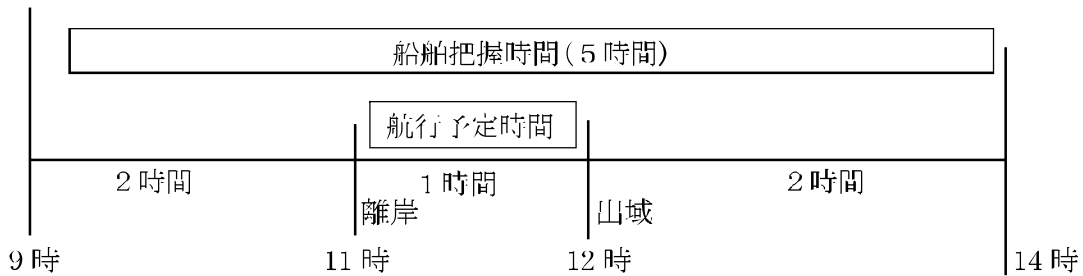 船舶把握時間(5時間)
航行予定時間
2時間 1時間 2時間
離岸 出域
9時 11時 12時 14時